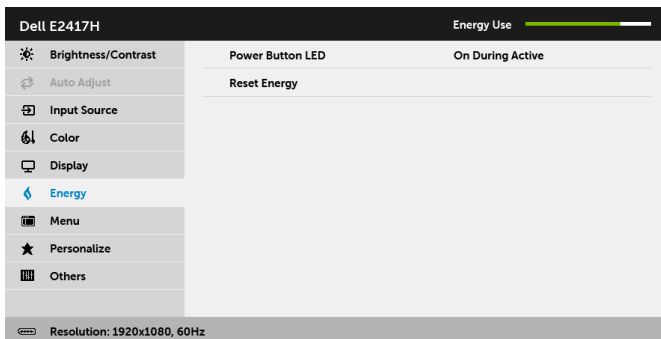 Dell E2417H Energy Use
Brightness/Contrast Power Button LED On During Active
Auto Adjust Reset Energy
Input Source
Color
Display
Energy
Menu
Personalize
Others
Resolution: 1920x1080, 60Hz